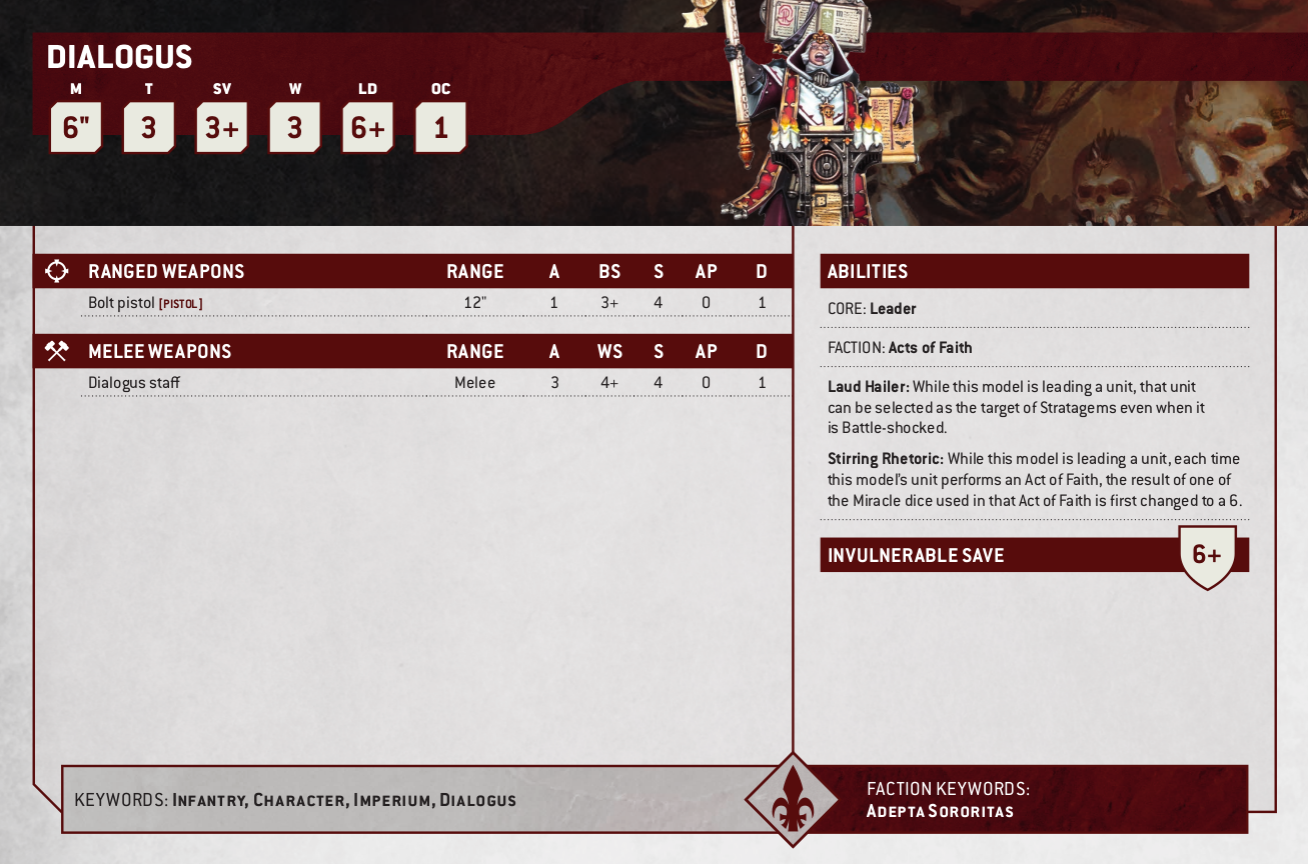 DIALOGUS
M T SV W LD OC
6" 3 3+ 3 6+ 1
RANGED WEAPONS RANGE A BS S AP D
Bolt pistol [PISTOL] 12" 1 3+ 4 0 1
MELEE WEAPONS RANGE A WS S AP D
Dialogus staff Melee 3 4+ 4 0 1
ABILITIES
CORE: Leader
FACTION: Acts of Faith
Laud Hailer: While this model is leading a unit, that unit
can be selected as the target of Stratagems even when it
is Battle-shocked.
Stirring Rhetoric: While this model is leading a unit, each time
this model's unit performs an Act of Faith, the result of one of
the Miracle dice used in that Act of Faith is first changed to a 6.
INVULNERABLE SAVE 6+
KEYWORDS: INFANTRY, CHARACTER, IMPERIUM, DIALOGUS
FACTION KEYWORDS:
ADEPTA SORORITAS